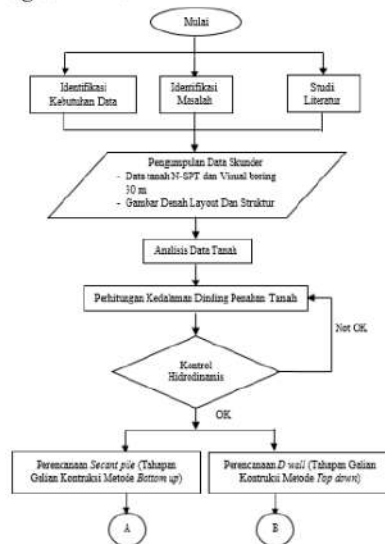 Mulai
Identifikasi
Kebutuhan Data
Identifikasi
Masalah
Studi
Literatur
Pengumpulan Data Skunder
- Data tanah N-SPT dan Visual boring
30 m
- Gambar Denah Layout Dan Struktur
Analisis Data Tanah
Perhitungan Kedalaman Dinding Penahan Tanah
Not OK
Kontrol
Hidrodinamis
OK
Perencanaan Secant pile (Tahapan
Galian Kontruksi Metode Bottom up)
Perencanaan D wall (Tahapan Galian
Kontruksi Metode Top down)
A
B